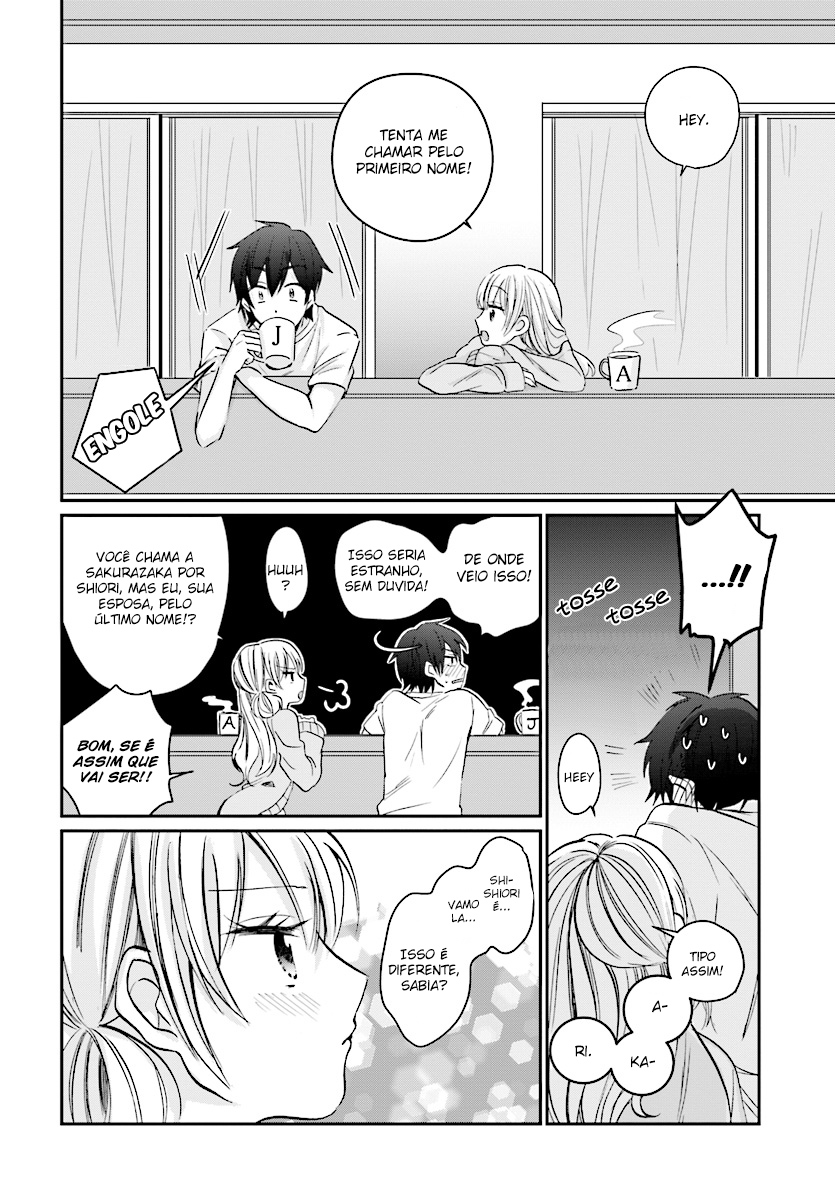 HEY.
TENTA ME
CHAMAR PELO
PRIMEIRO NOME!
J
A
ENGOLE
...!!
tosse
tosse
HEEY
TIPO
ASSIM!
A-
KA-
RI.
DE ONDE
VEIO ISSO!
ISSO SERIA
ESTRANHO,
SEM DUVIDA!
HUUH
?
VOCÊ CHAMA A
SAKURAZAKA POR
SHIORI, MAS EU, SUA
ESPOSA, PELO
ÚLTIMO NOME!?
A
J
BOM, SE É
ASSIM QUE
VAI SER!!
SHI-
SHIORI
É...
VAMO
LA...
ISSO É
DIFERENTE,
SABIA?